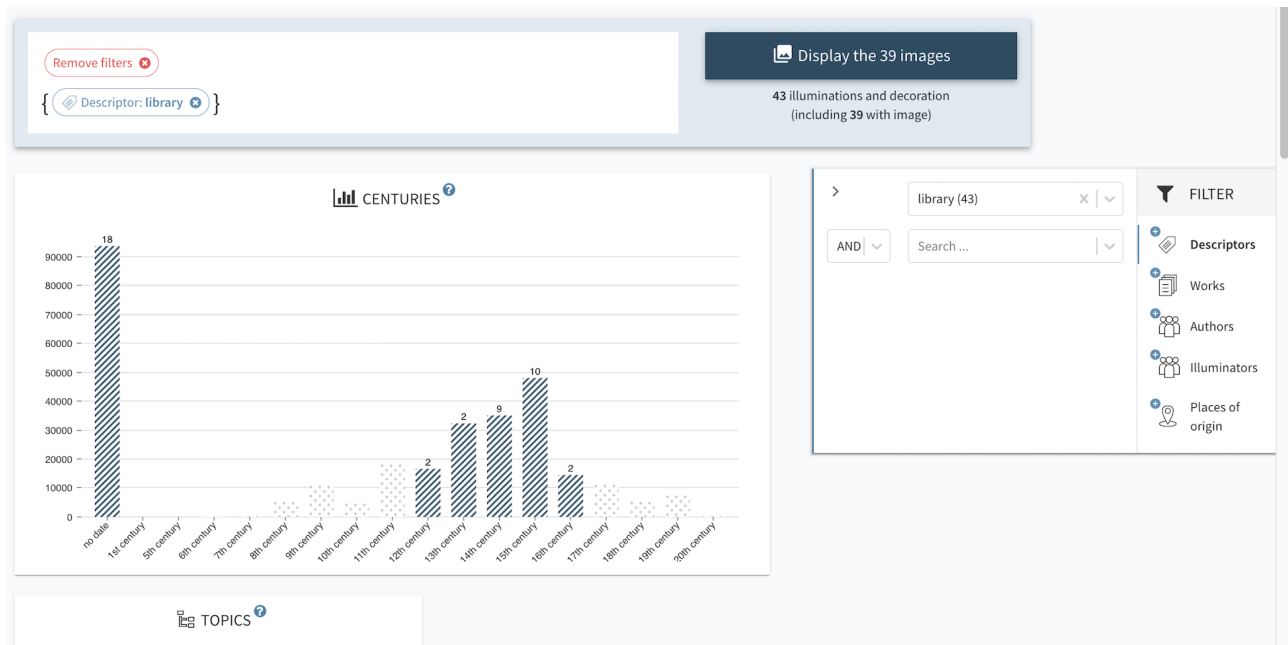 Remove filters
{ Descriptor: library }
Display the 39 images
43 illuminations and decoration
(including 39 with image)
CENTURIES ?
90000
80000
70000
60000
50000
40000
30000
20000
10000
0
18
2
2
9
10
2
no date
1st century
5th century
6th century
7th century
8th century
9th century
10th century
11th century
12th century
13th century
14th century
15th century
16th century
17th century
18th century
19th century
20th century
library (43)
AND
Search ...
FILTER
Descriptors
Works
Authors
Illuminators
Places of
origin
TOPICS ?